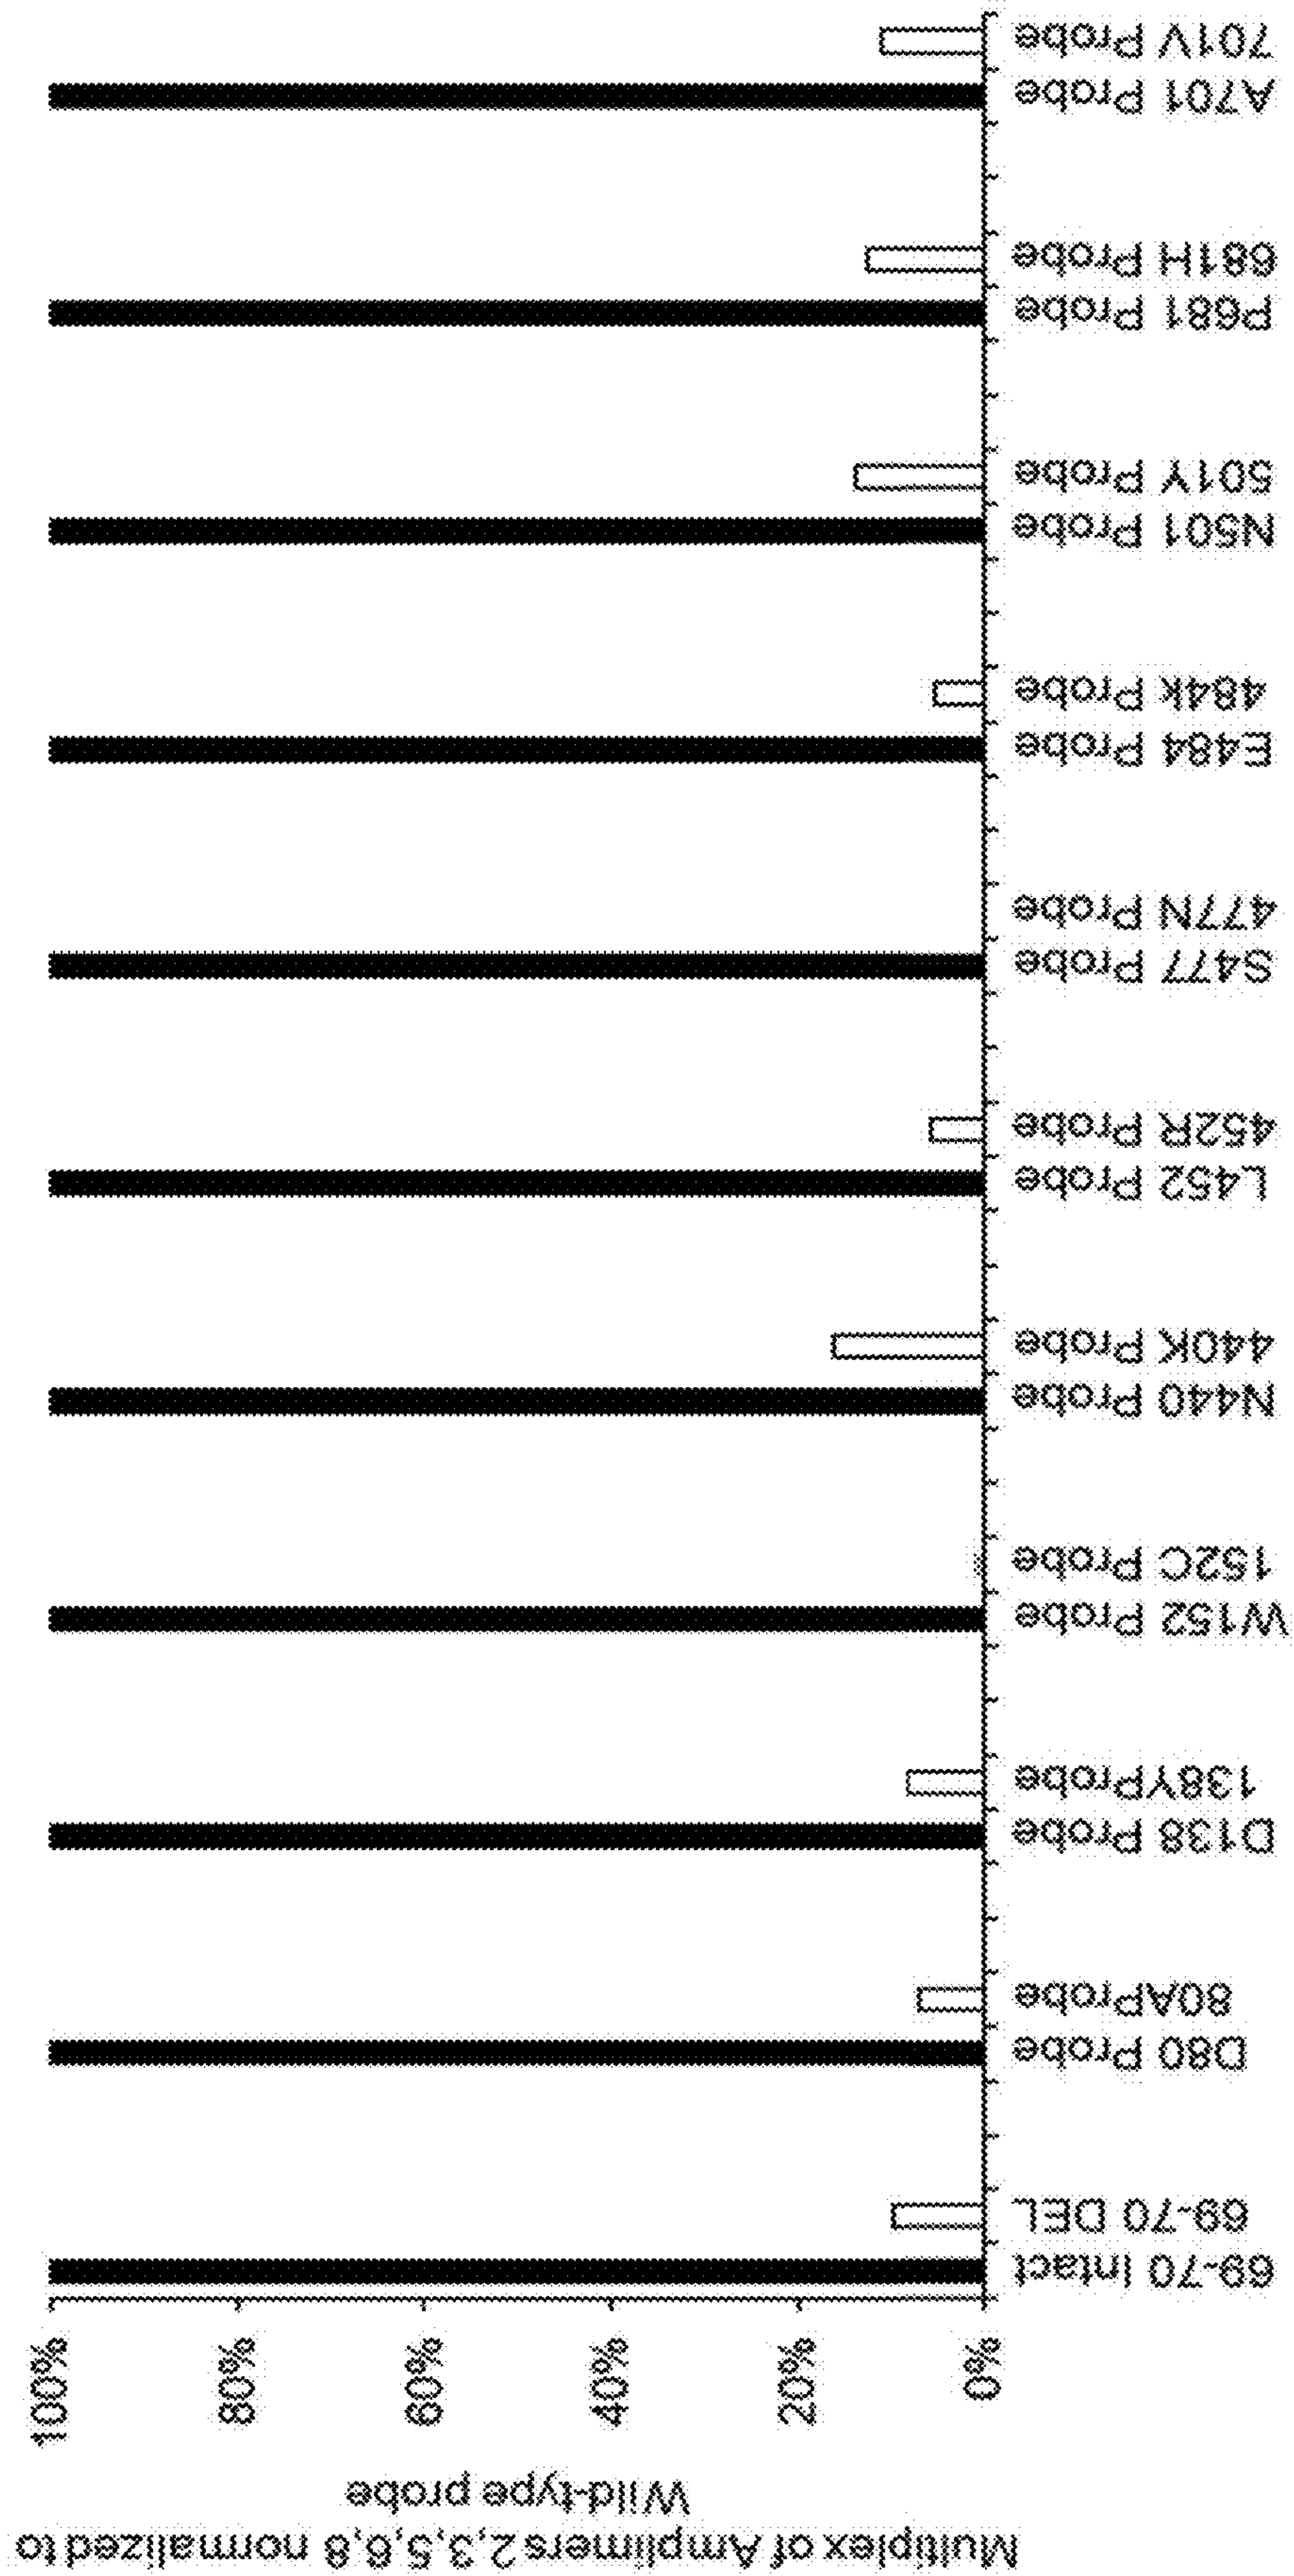 Multiplex of Amplimers 2,3,5,6,8 normalized to
Wild-type probe
100%
80%
60%
40%
20%
0%
69-70 Intact
69-70 DEL
D80 Probe
80AProbe
D138 Probe
138YProbe
W152 Probe
152C Probe
N440 Probe
440K Probe
L452 Probe
452R Probe
S477 Probe
477N Probe
E484 Probe
484k Probe
N501 Probe
501Y Probe
P681 Probe
681H Probe
A701 Probe
701V Probe